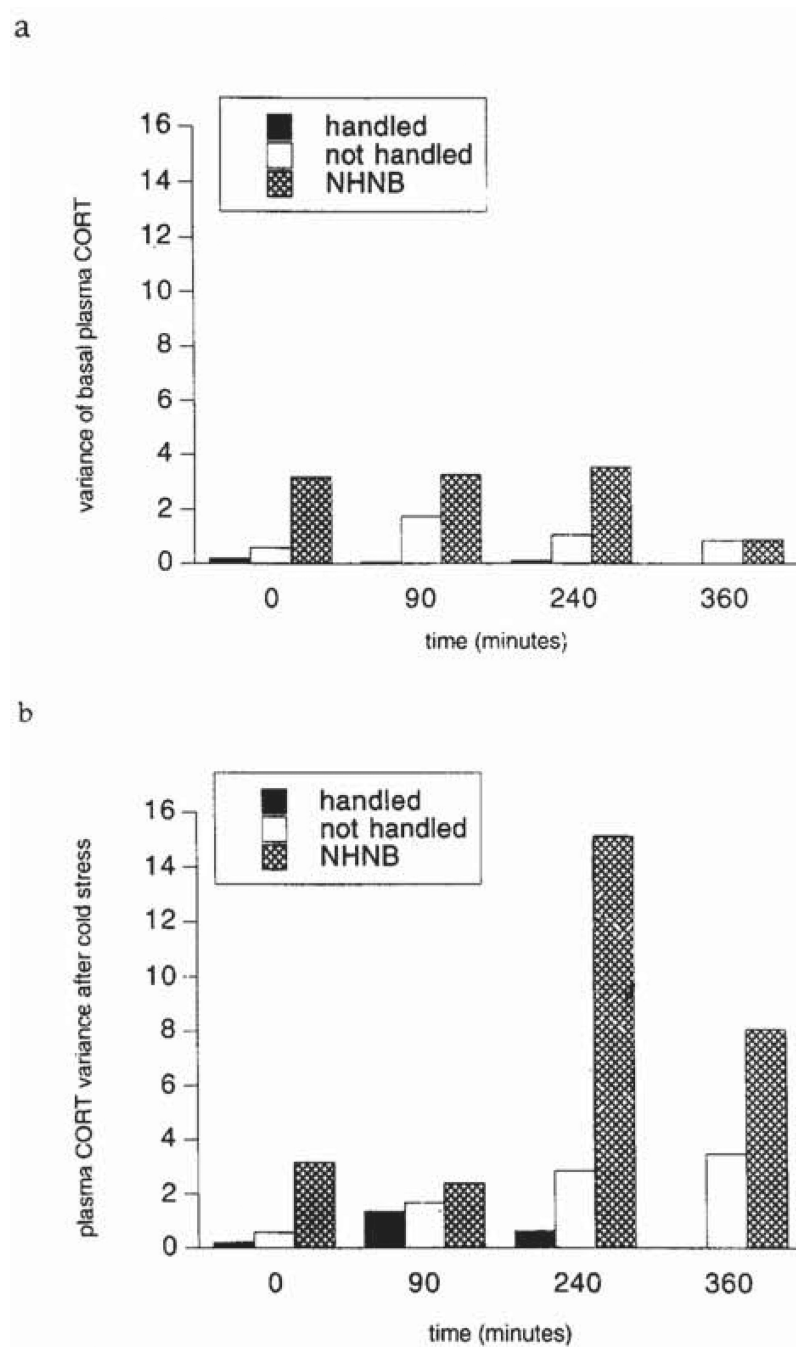 a
handled
not handled
NHNB
16
14
12
10
8
6
4
2
0
variance of basal plasma CORT
0 90 240 360
time (minutes)
b
handled
not handled
NHNB
16
14
12
10
8
6
4
2
0
plasma CORT variance after cold stress
0 90 240 360
time (minutes)